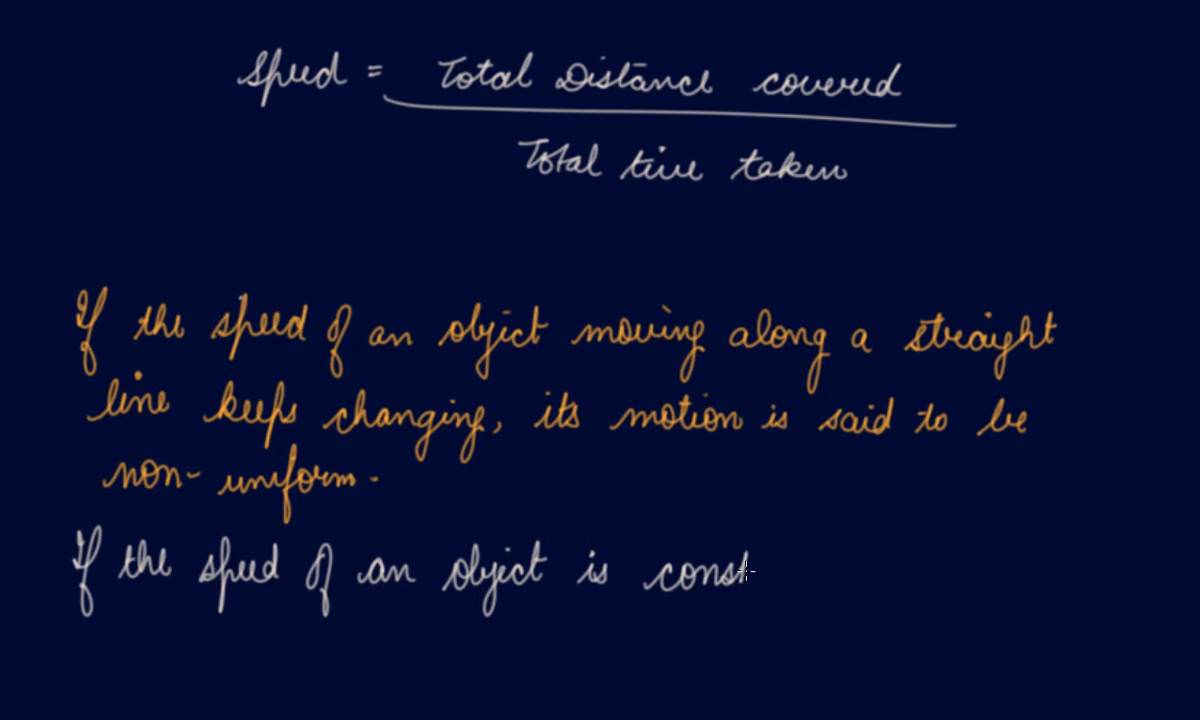 Speed = Total Distance covered
Total time taken
If the speed of an object moving along a straight
line keeps changing, its motion is said to be
non-uniform.
If the speed of an object is const